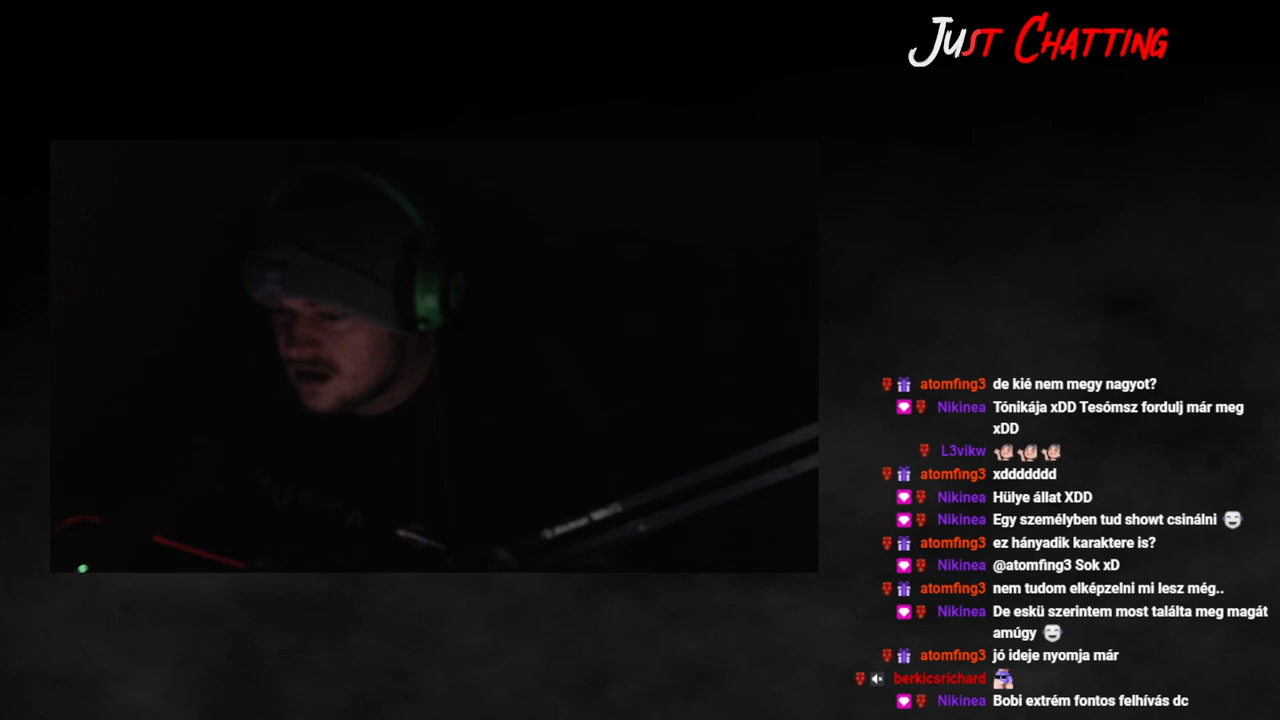 Just Chatting
atomfing3 de kié nem megy nagyot?
Nikinea Tónikája xDD Tesómsz fordulj már meg
xDD
L3vikw
atomfing3 xddddddd
Nikinea Hülye állat XDD
Nikinea Egy személyben tud showt csinálni
atomfing3 ez hányadik karaktere is?
Nikinea @atomfing3 Sok xD
atomfing3 nem tudom elképzelni mi lesz még..
Nikinea De eskü szerintem most találta meg magát
amúgy
atomfing3 jó ideje nyomja már
berkicsrichard
Nikinea Bobi extrém fontos felhívás dc